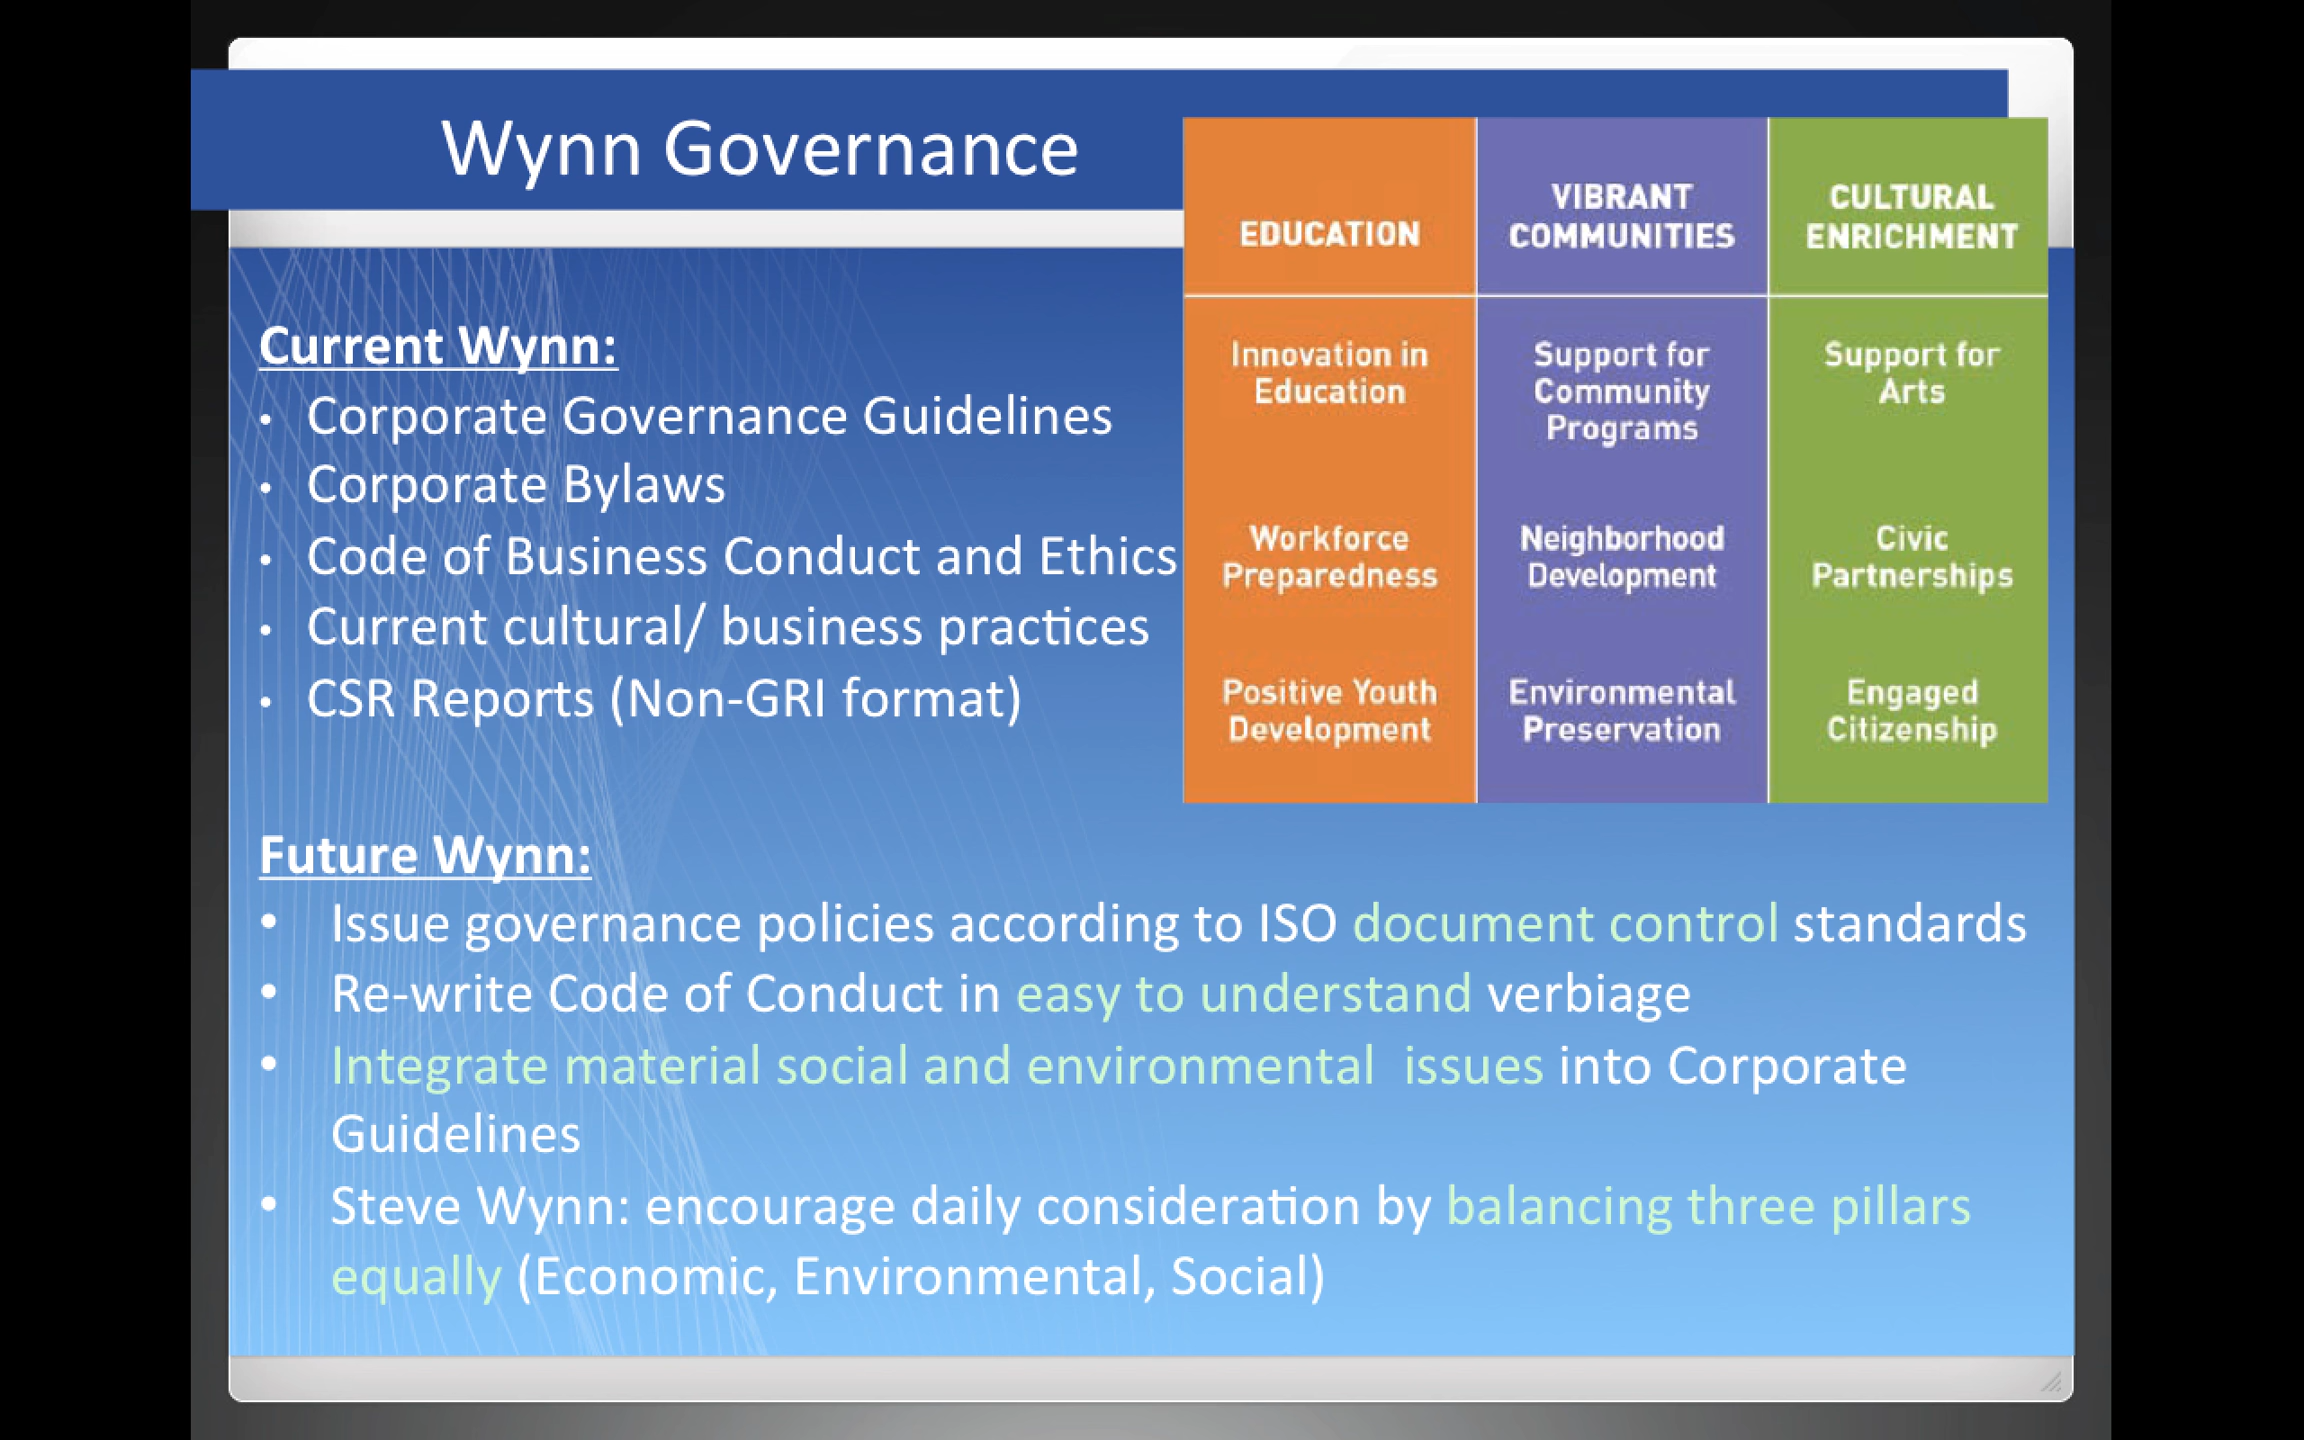 Wynn Governance
EDUCATION
VIBRANT
COMMUNITIES
CULTURAL
ENRICHMENT
Innovation in
Education
Support for
Community
Programs
Support for
Arts
Workforce
Preparedness
Neighborhood
Development
Civic
Partnerships
Positive Youth
Development
Environmental
Preservation
Engaged
Citizenship
Current Wynn:
• Corporate Governance Guidelines
• Corporate Bylaws
• Code of Business Conduct and Ethics
• Current cultural/ business practices
• CSR Reports (Non-GRI format)
Future Wynn:
• Issue governance policies according to ISO document control standards
• Re-write Code of Conduct in easy to understand verbiage
• Integrate material social and environmental  issues into Corporate
Guidelines
• Steve Wynn: encourage daily consideration by balancing three pillars
equally (Economic, Environmental, Social)